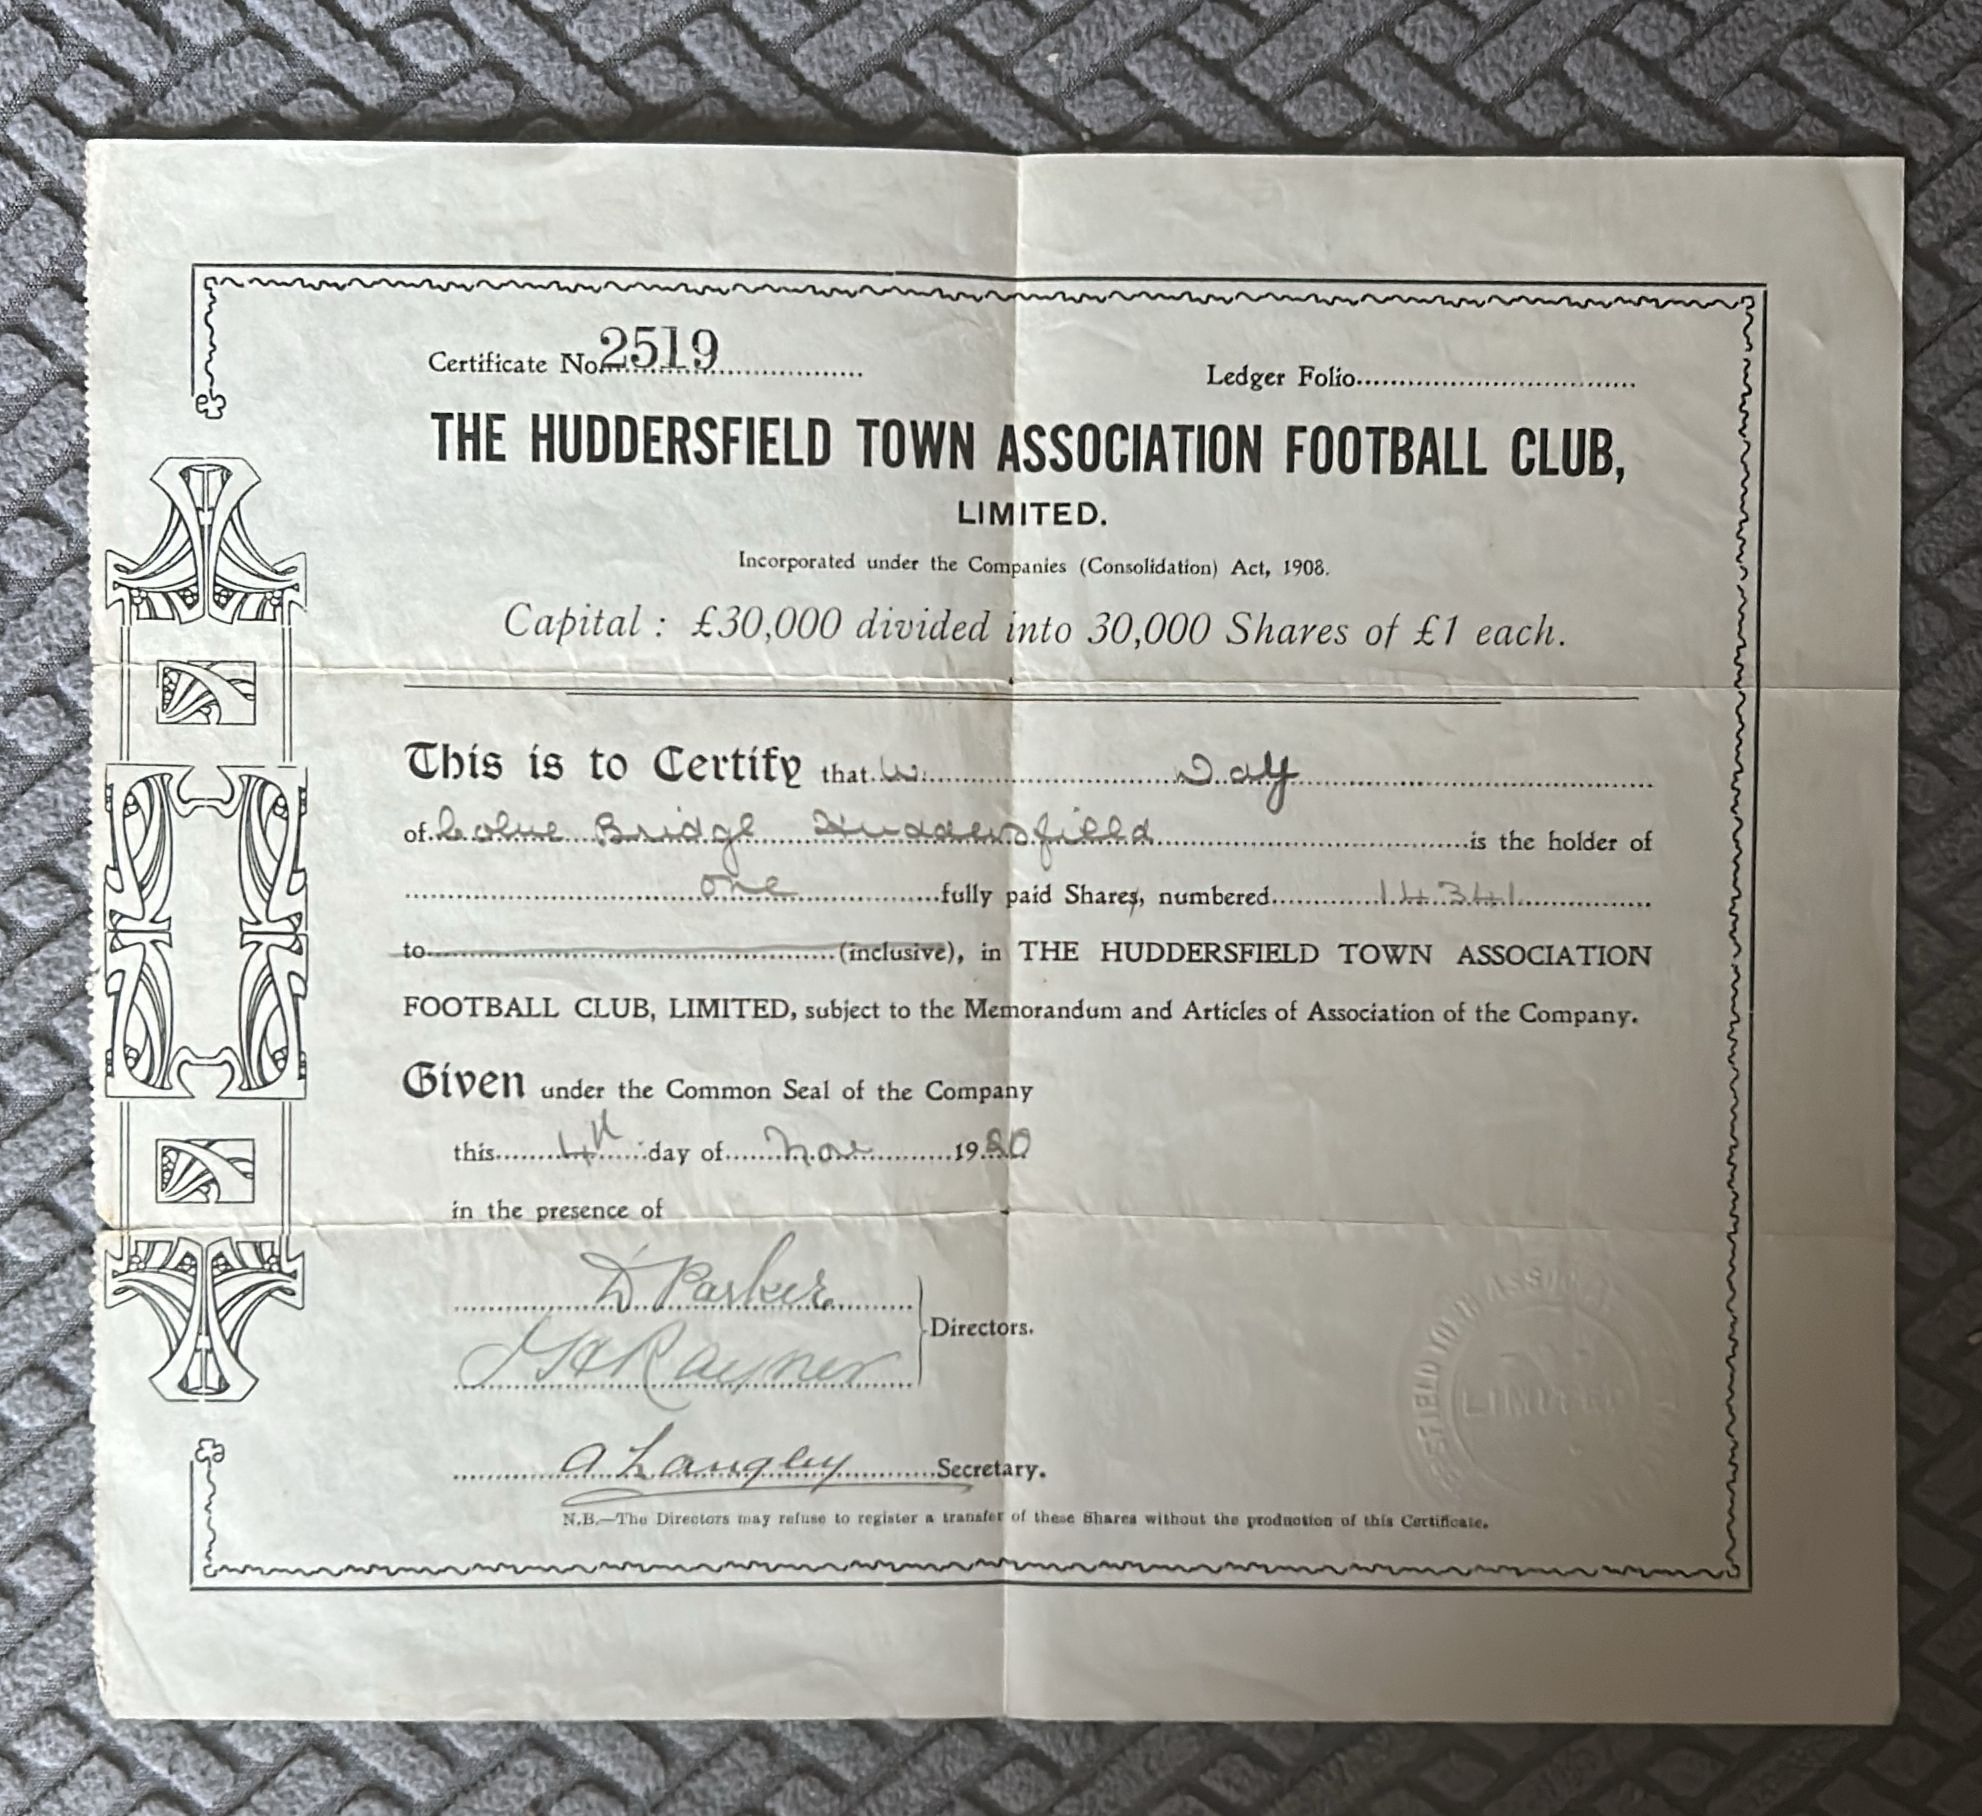 Certificate No. 2519 Ledger Folio
THE HUDDERSFIELD TOWN ASSOCIATION FOOTBALL CLUB,
LIMITED.
Incorporated under the Companies (Consolidation) Act, 1908.
Capital : £30,000 divided into 30,000 Shares of £1 each.
This is to Certify that W. Day
of Colne Bridge Huddersfield is the holder of
one fully paid Shares, numbered 14341
to (inclusive), in THE HUDDERSFIELD TOWN ASSOCIATION
FOOTBALL CLUB, LIMITED, subject to the Memorandum and Articles of Association of the Company.
Given under the Common Seal of the Company
this 4th day of Nov 1920
in the presence of
D Parker
Directors.
Rayner
A Langley Secretary.
N.B.—The Directors may refuse to register a transfer of these Shares without the production of this Certificate.
LIMITED